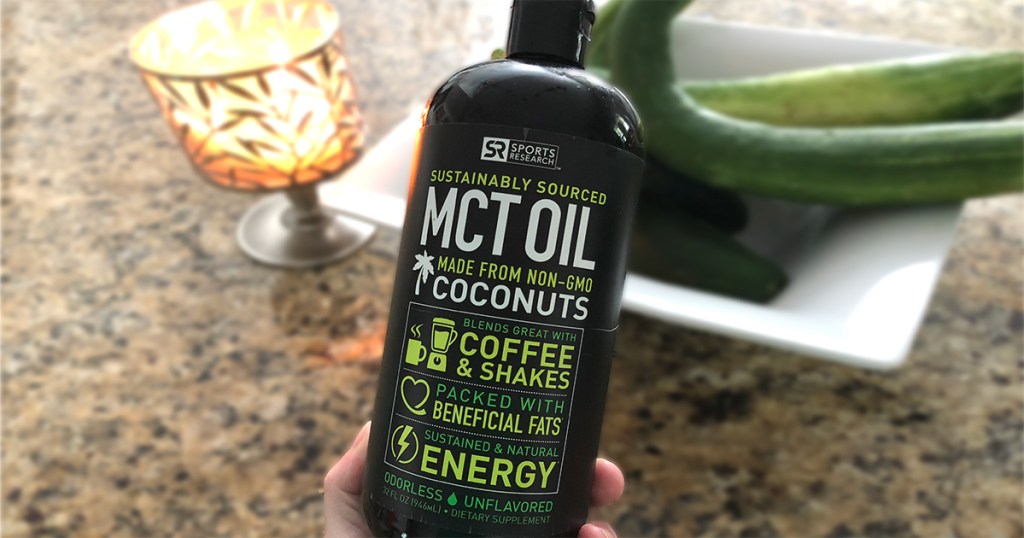 SR SPORTS
RESEARCH
SUSTAINABLY SOURCED
MCT OIL
MADE FROM NON-GMO
COCONUTS
BLENDS GREAT WITH
COFFEE
& SHAKES
PACKED WITH
BENEFICIAL FATS*
SUSTAINED & NATURAL
ENERGY
ODORLESS UNFLAVORED
32 FL OZ (946mL) • DIETARY SUPPLEMENT